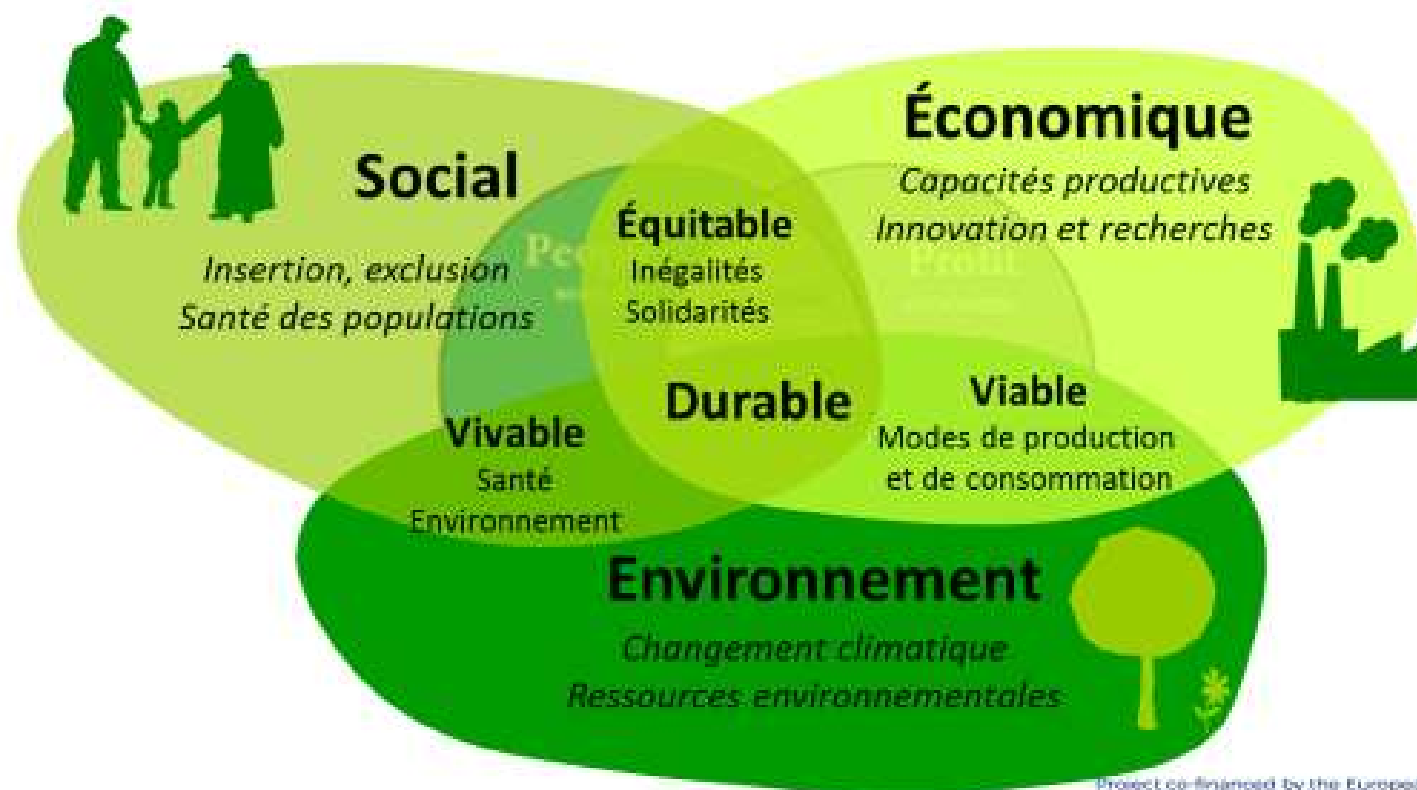 Économique
Capacités productives
Innovation et recherches
Social
Insertion, exclusion
Santé des populations
Équitable
Inégalités
Solidarités
Profit
Durable
Viable
Modes de production
et de consommation
Vivable
Santé
Environnement
Environnement
Changement climatique
Ressources environnementales
Project co-financed by the